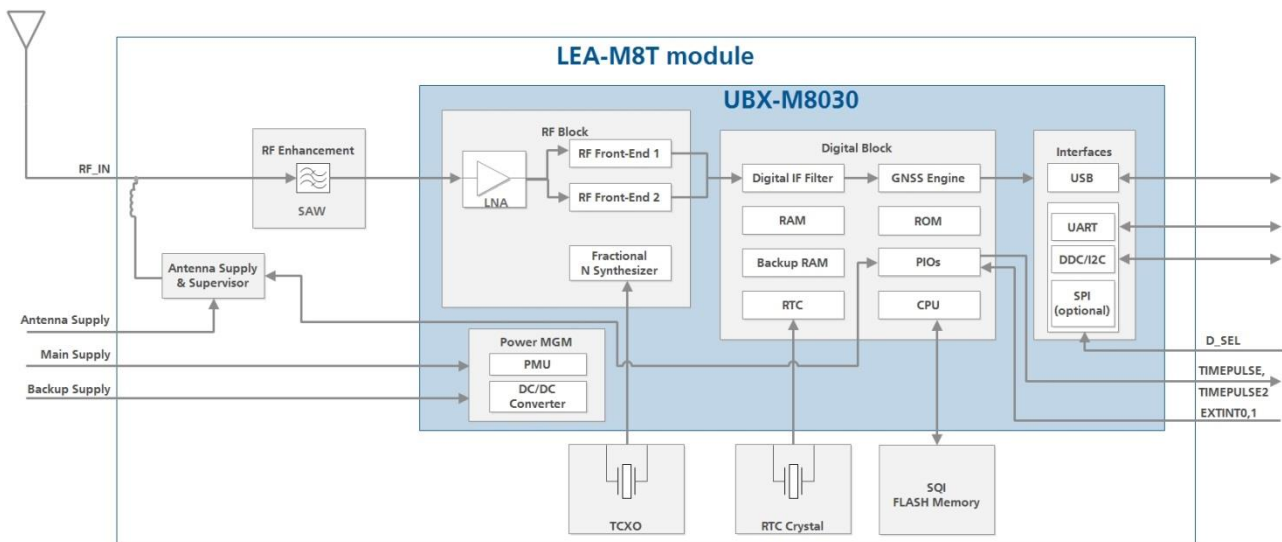 LEA-M8T module
UBX-M8030
RF_IN
RF Enhancement
SAW
RF Block
LNA
RF Front-End 1
RF Front-End 2
Fractional
N Synthesizer
Digital Block
Digital IF Filter
GNSS Engine
RAM
ROM
Backup RAM
PIOs
RTC
CPU
Interfaces
USB
UART
DDC/I2C
SPI
(optional)
Antenna Supply
& Supervisor
Antenna Supply
Main Supply
Backup Supply
Power MGM
PMU
DC/DC
Converter
D_SEL
TIMEPULSE,
TIMEPULSE2
EXTINT0,1
TCXO
RTC Crystal
SQI
FLASH Memory